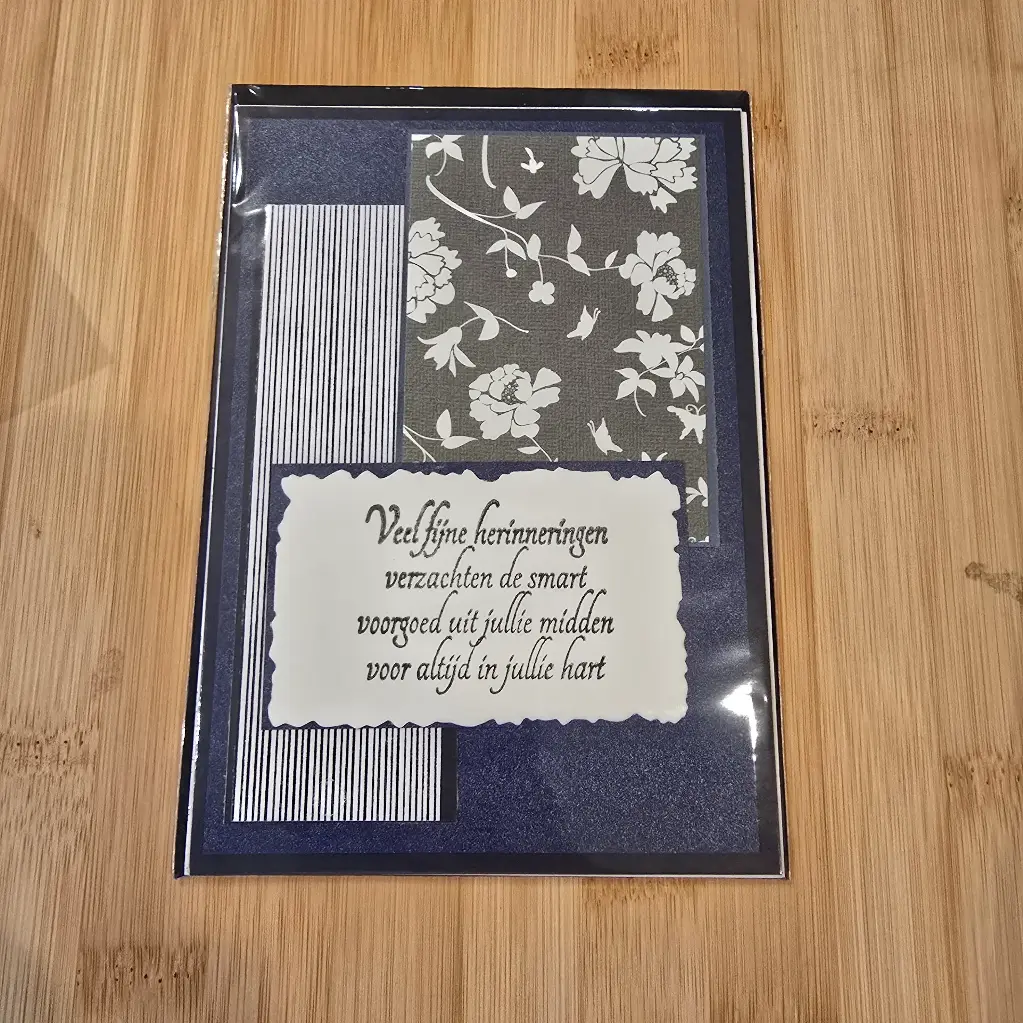 Veel fijne herinneringen
verzachten de smart
voorgoed uit jullie midden
voor altijd in jullie hart